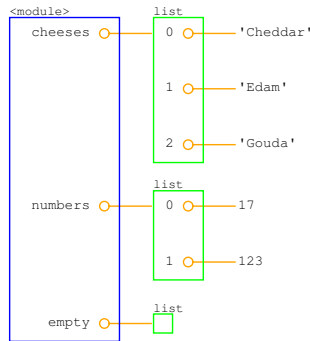 <module> list
cheeses 0 'Cheddar'
1 'Edam'
2 'Gouda'
list
numbers 0 17
1 123
list
empty